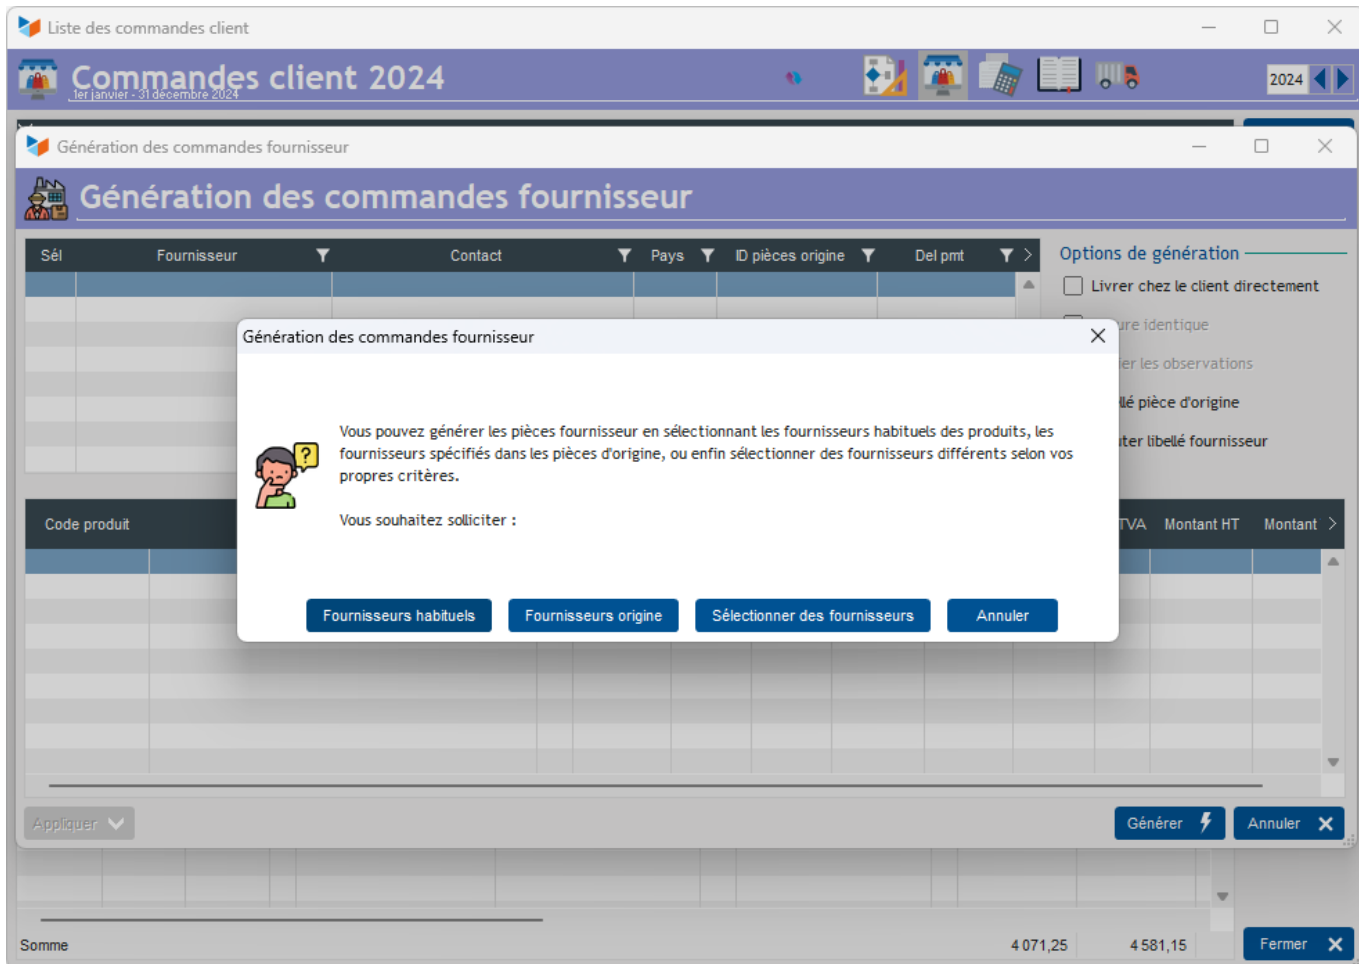 Liste des commandes client
Commandes client 2024
1er janvier - 31 décembre 2024
2024
Génération des commandes fournisseur
Génération des commandes fournisseur
Sél Fournisseur Contact Pays ID pièces origine Del pmt
Options de génération
Livrer chez le client directement
identique
les observations
pièce d'origine
libellé fournisseur
Génération des commandes fournisseur
Vous pouvez générer les pièces fournisseur en sélectionnant les fournisseurs habituels des produits, les
fournisseurs spécifiés dans les pièces d'origine, ou enfin sélectionner des fournisseurs différents selon vos
propres critères.
Vous souhaitez solliciter :
Fournisseurs habituels Fournisseurs origine Sélectionner des fournisseurs Annuler
Code produit TVA Montant HT Montant
Appliquer Générer Annuler
Somme 4 071,25 4 581,15 Fermer